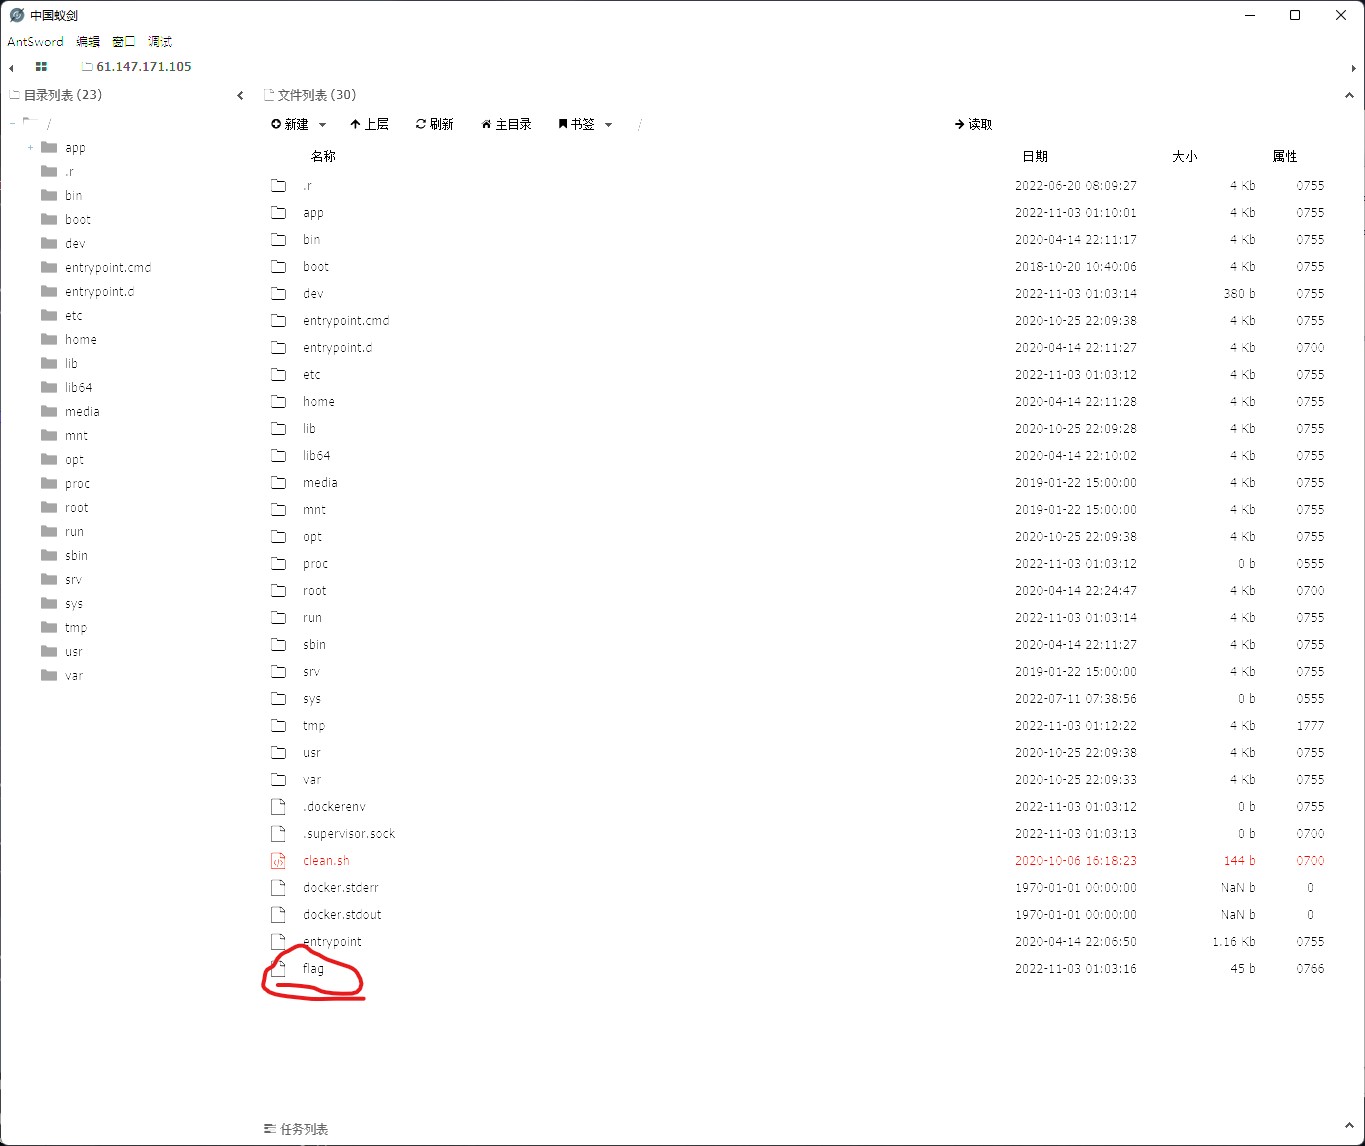 中国蚁剑
AntSword 编辑 窗口 调试
61.147.171.105
目录列表 (23)
/
app
.r
bin
boot
dev
entrypoint.cmd
entrypoint.d
etc
home
lib
lib64
media
mnt
opt
proc
root
run
sbin
srv
sys
tmp
usr
var
文件列表 (30)
新建 上层 刷新 主目录 书签 / 读取
名称 日期 大小 属性
.r 2022-06-20 08:09:27 4 Kb 0755
app 2022-11-03 01:10:01 4 Kb 0755
bin 2020-04-14 22:11:17 4 Kb 0755
boot 2018-10-20 10:40:06 4 Kb 0755
dev 2022-11-03 01:03:14 380 b 0755
entrypoint.cmd 2020-10-25 22:09:38 4 Kb 0755
entrypoint.d 2020-04-14 22:11:27 4 Kb 0700
etc 2022-11-03 01:03:12 4 Kb 0755
home 2020-04-14 22:11:28 4 Kb 0755
lib 2020-10-25 22:09:28 4 Kb 0755
lib64 2020-04-14 22:10:02 4 Kb 0755
media 2019-01-22 15:00:00 4 Kb 0755
mnt 2019-01-22 15:00:00 4 Kb 0755
opt 2020-10-25 22:09:38 4 Kb 0755
proc 2022-11-03 01:03:12 0 b 0555
root 2020-04-14 22:24:47 4 Kb 0700
run 2022-11-03 01:03:14 4 Kb 0755
sbin 2020-04-14 22:11:27 4 Kb 0755
srv 2019-01-22 15:00:00 4 Kb 0755
sys 2022-07-11 07:38:56 0 b 0555
tmp 2022-11-03 01:12:22 4 Kb 1777
usr 2020-10-25 22:09:38 4 Kb 0755
var 2020-10-25 22:09:33 4 Kb 0755
.dockerenv 2022-11-03 01:03:12 0 b 0755
.supervisor.sock 2022-11-03 01:03:13 0 b 0700
clean.sh 2020-10-06 16:18:23 144 b 0700
docker.stderr 1970-01-01 00:00:00 NaN b 0
docker.stdout 1970-01-01 00:00:00 NaN b 0
entrypoint 2020-04-14 22:06:50 1.16 Kb 0755
flag 2022-11-03 01:03:16 45 b 0766
任务列表